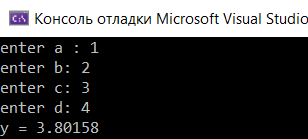 Консоль отладки Microsoft Visual Studio
enter a : 1
enter b: 2
enter c: 3
enter d: 4
y = 3.80158